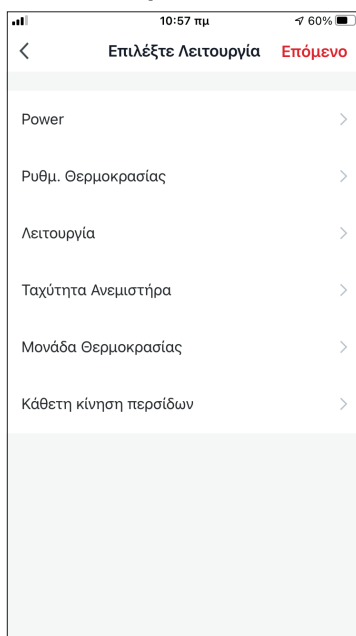 10:57 πμ 60%
Επιλέξτε Λειτουργία Επόμενο
Power
Ρυθμ. Θερμοκρασίας
Λειτουργία
Ταχύτητα Ανεμιστήρα
Μονάδα Θερμοκρασίας
Κάθετη κίνηση περσίδων